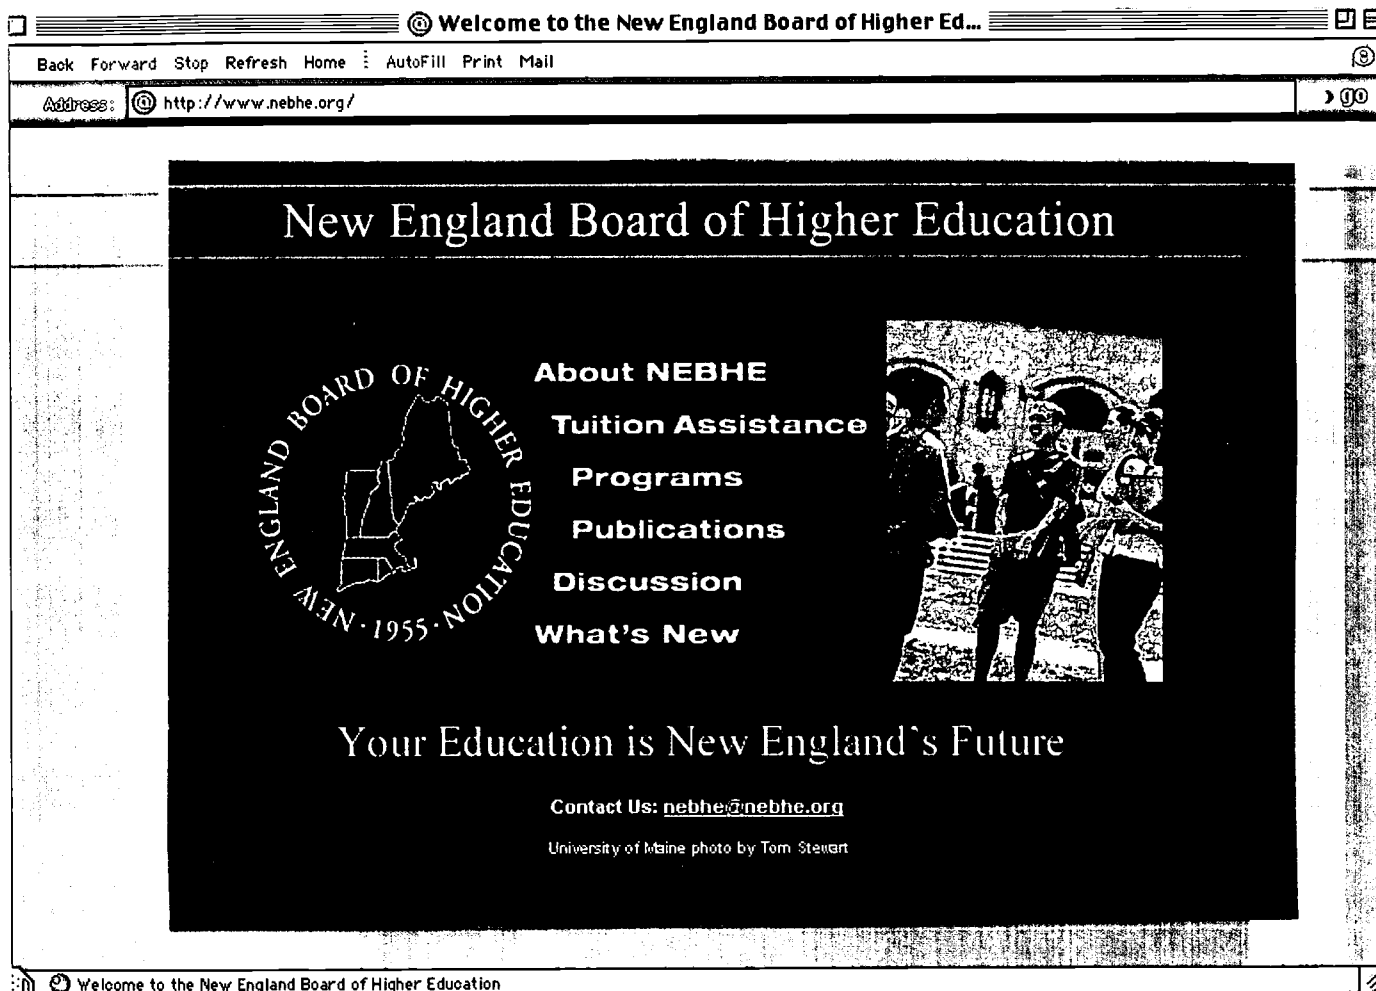 Welcome to the New England Board of Higher Ed...
Back Forward Stop Refresh Home AutoFill Print Mail
Address: http://www.nebhe.org/ go
New England Board of Higher Education
NEW ENGLAND BOARD OF HIGHER EDUCATION · 1955 ·
About NEBHE
Tuition Assistance
Programs
Publications
Discussion
What's New
Your Education is New England's Future
Contact Us: nebhe@nebhe.org
University of Maine photo by Tom Stewart
Welcome to the New England Board of Higher Education